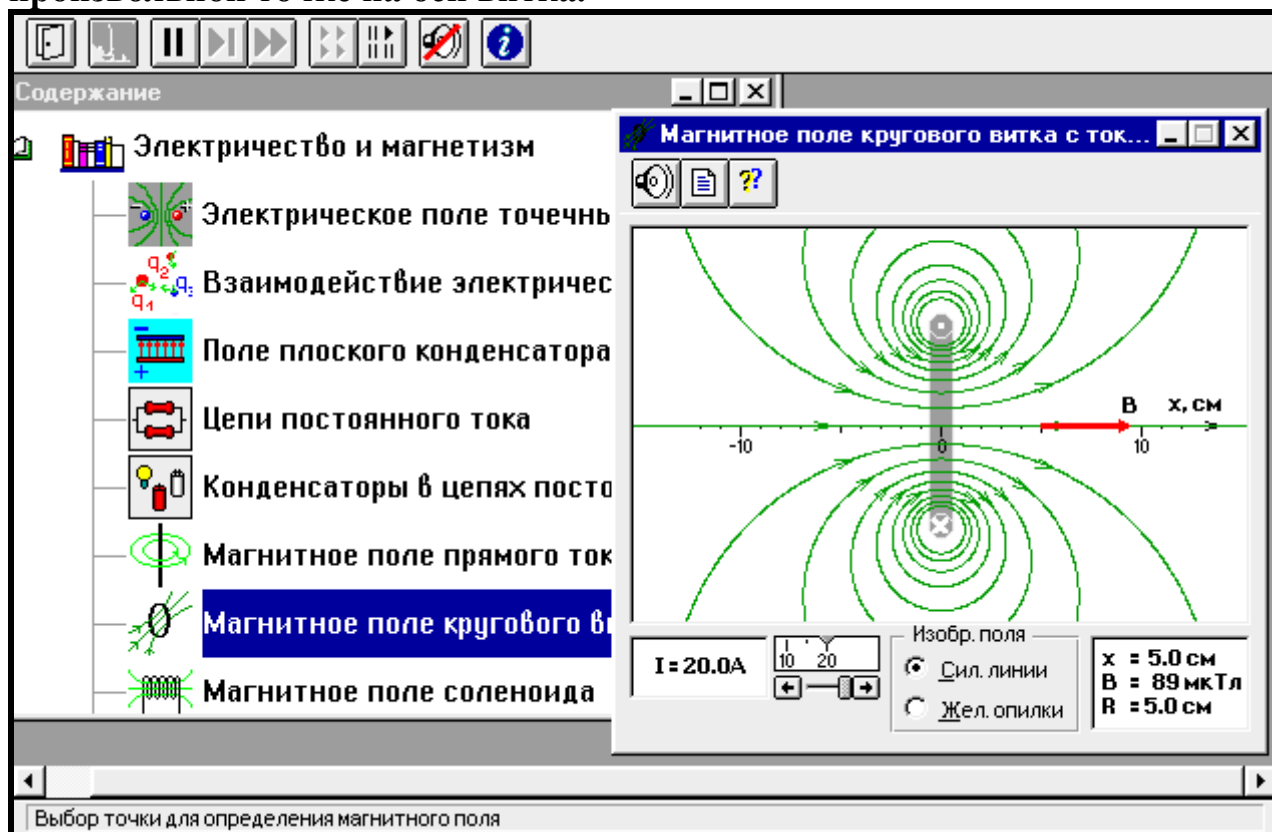 Содержание
Электричество и магнетизм
Электрическое поле точечны
Взаимодействие электричес
Поле плоского конденсатора
Цепи постоянного тока
Конденсаторы в цепях посто
Магнитное поле прямого ток
Магнитное поле кругового ви
Магнитное поле соленоида
Магнитное поле кругового витка с ток...
B x, см
-10 0 10
I = 20.0А
10 20
Изобр. поля
Сил. линии
Жел. опилки
x = 5.0 см
B = 89 мкТл
R = 5.0 см
Выбор точки для определения магнитного поля